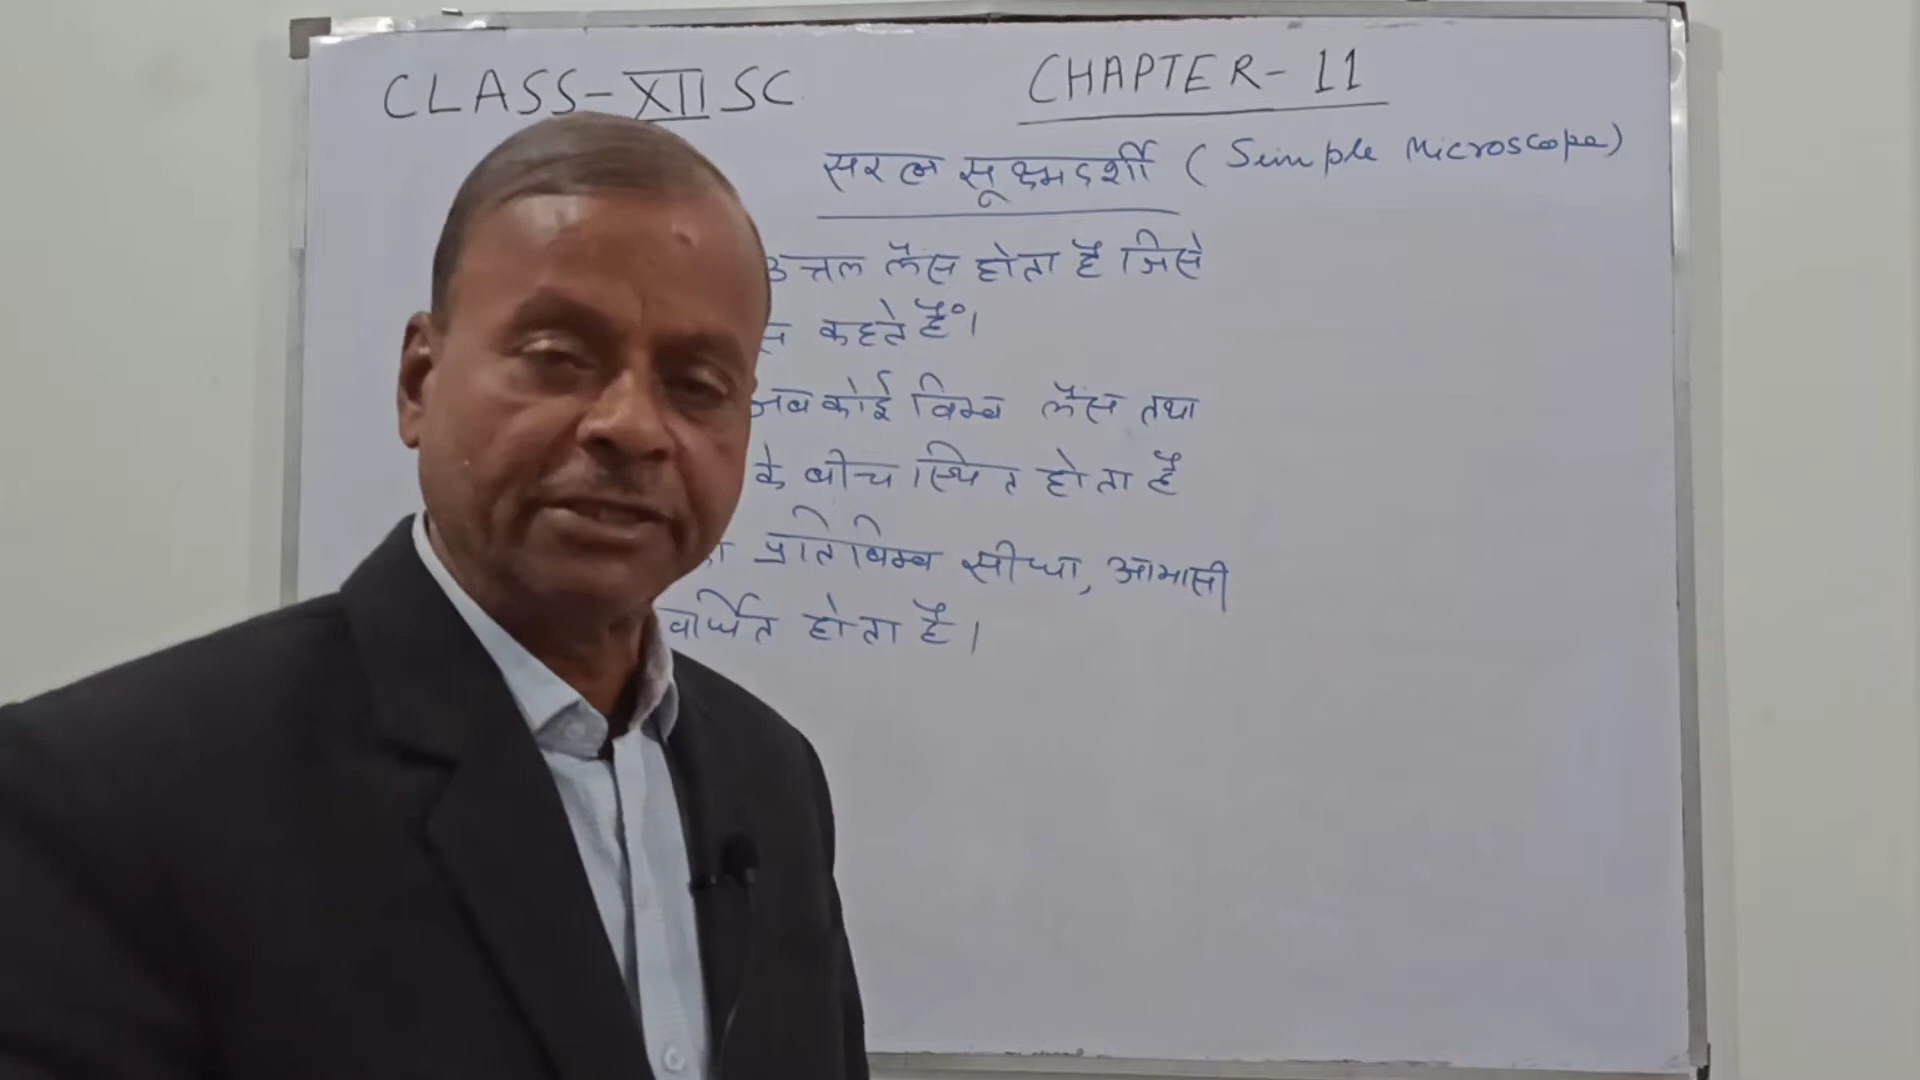 CLASS-XII SC
CHAPTER-11
सरल सूक्ष्मदर्शी (Simple Microscope)
उत्तल लैंस होता है जिसे
कहते हैं।
जब कोई विम्ब लैंस तथा
के बीच स्थित होता है
प्रतिबिम्ब सीधा, आभासी
वर्धित होता है।